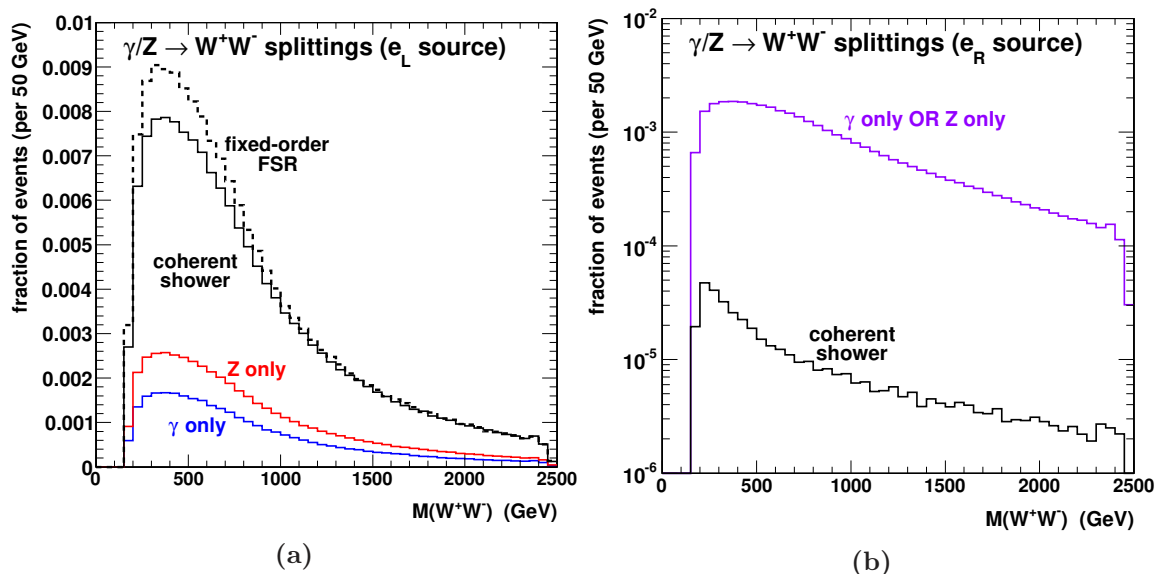 γ/Z → W⁺W⁻ splittings (e_L source)
fraction of events (per 50 GeV)
0.01
0.009
0.008
0.007
0.006
0.005
0.004
0.003
0.002
0.001
0
fixed-order
FSR
coherent
shower
Z only
γ only
0 500 1000 1500 2000 2500
M(W⁺W⁻) (GeV)
(a)
γ/Z → W⁺W⁻ splittings (e_R source)
fraction of events (per 50 GeV)
10⁻²
10⁻³
10⁻⁴
10⁻⁵
10⁻⁶
γ only OR Z only
coherent
shower
0 500 1000 1500 2000 2500
M(W⁺W⁻) (GeV)
(b)